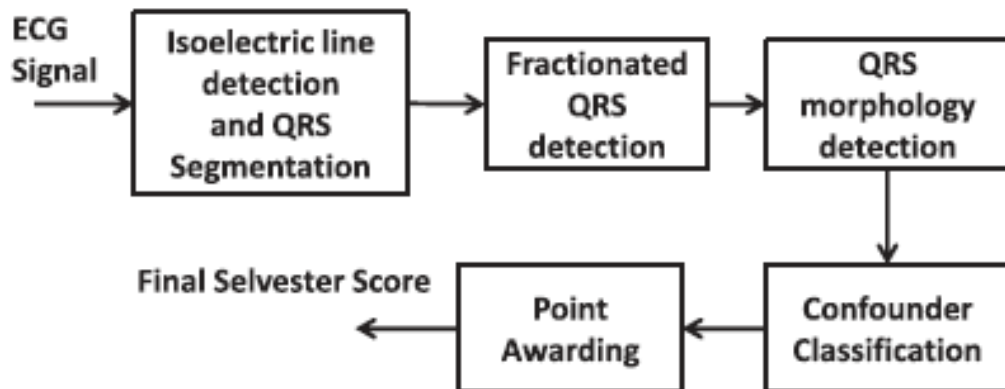 ECG
Signal
Isoelectric line
detection
and QRS
Segmentation
Fractionated
QRS
detection
QRS
morphology
detection
Confounder
Classification
Point
Awarding
Final Selvester Score